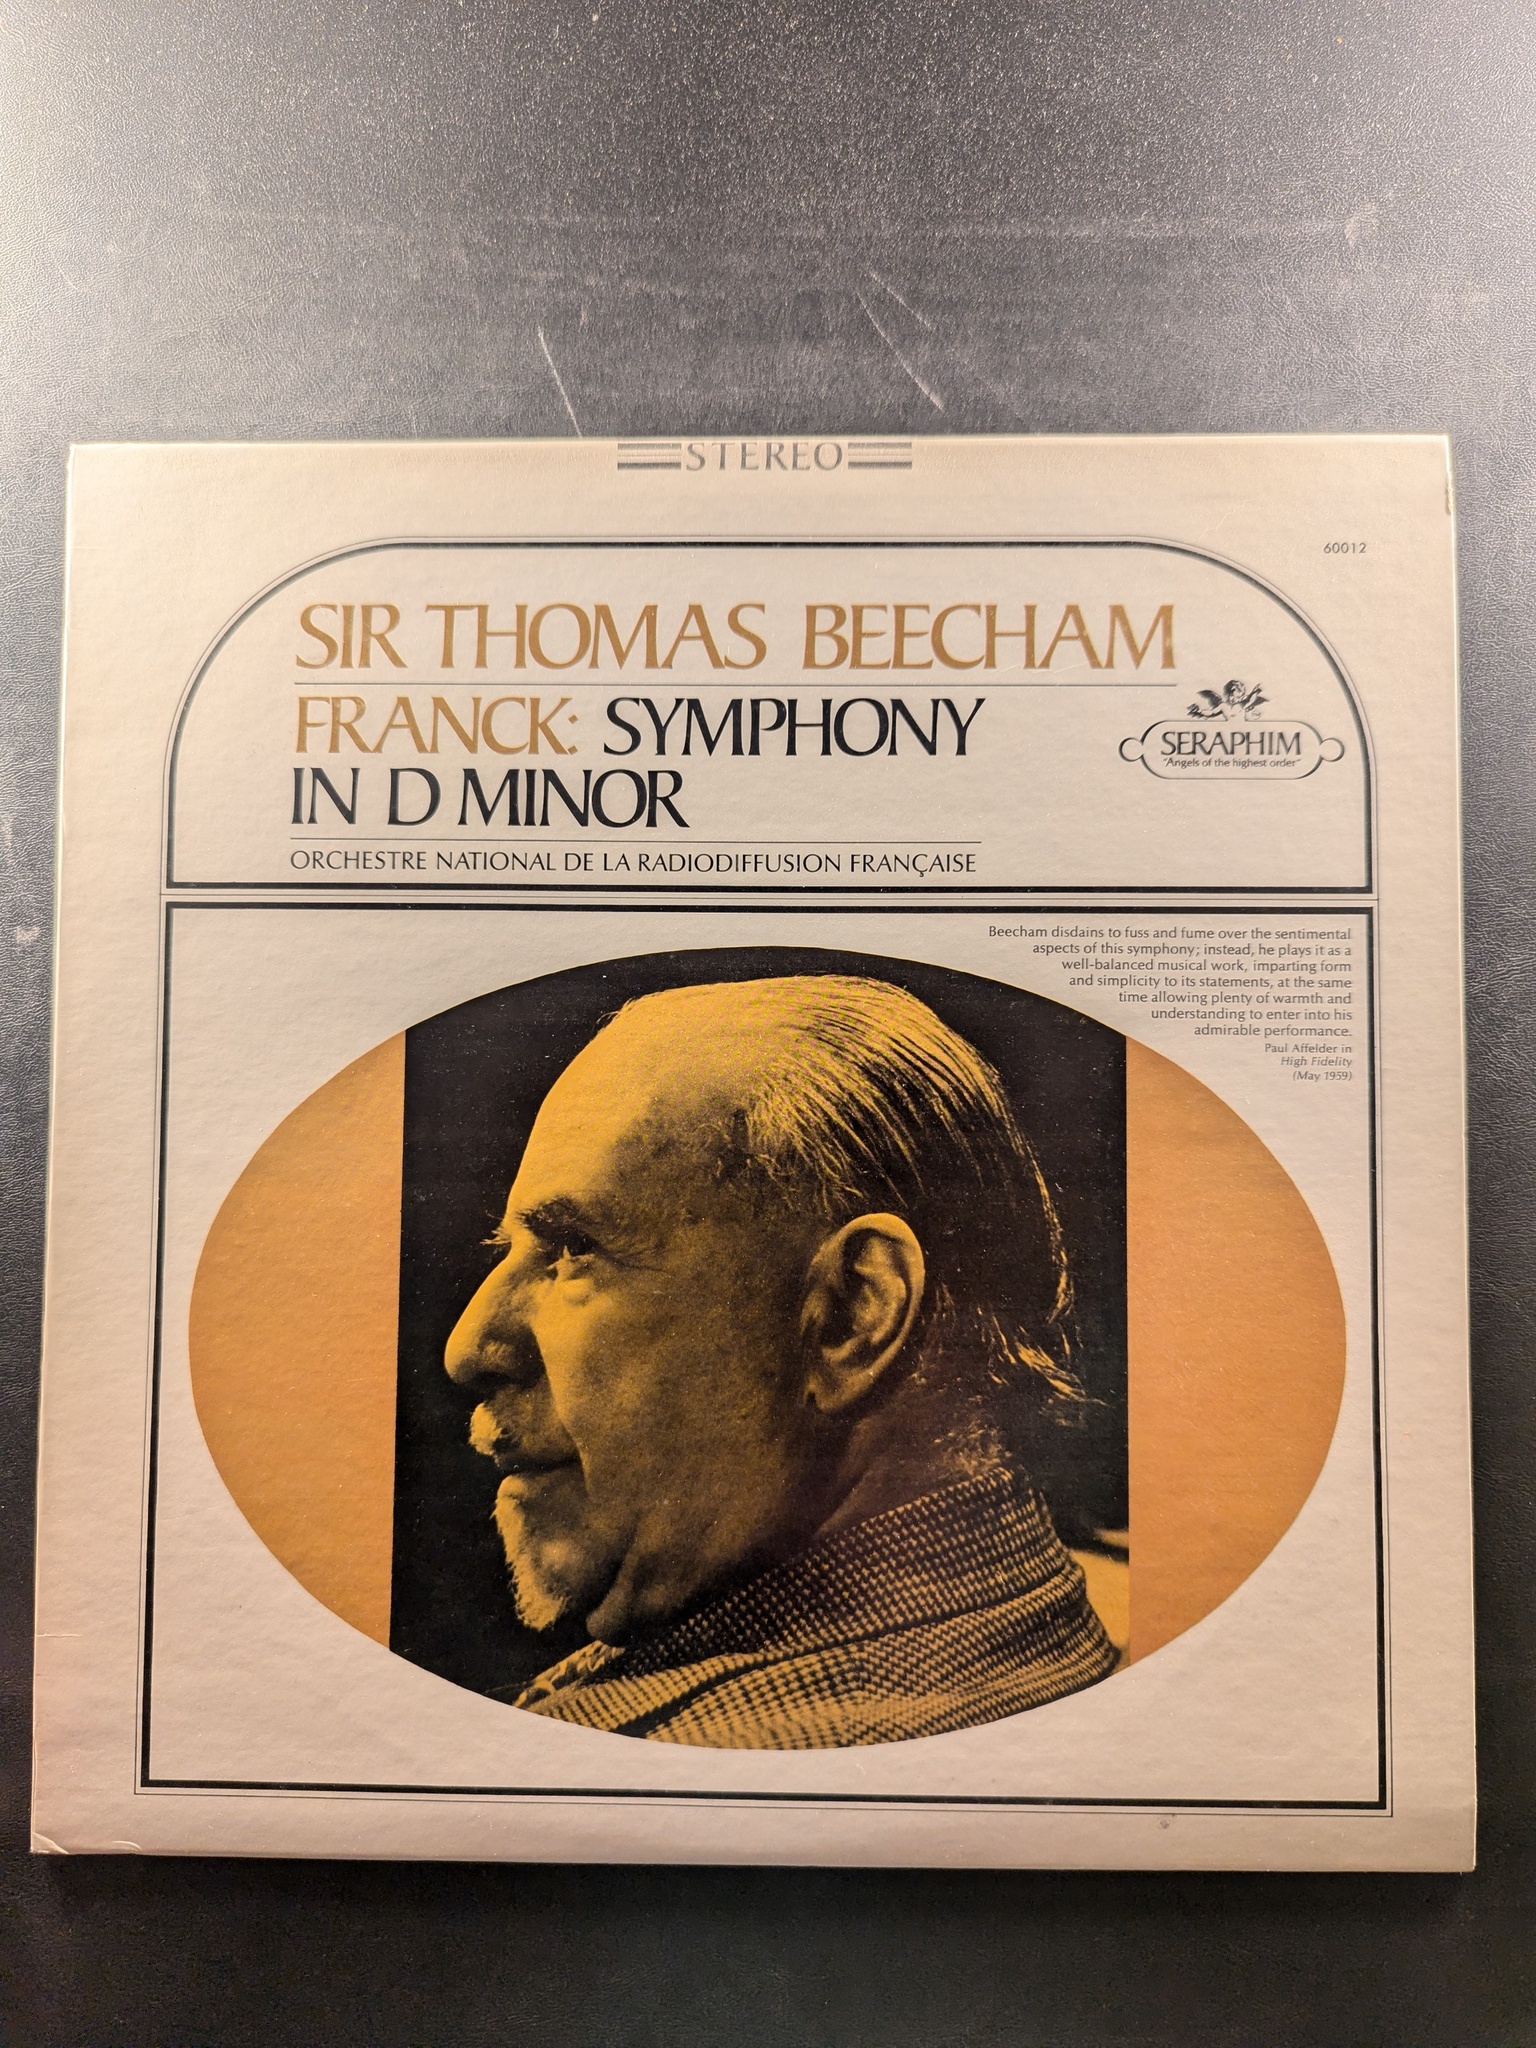 STEREO
60012
SIR THOMAS BEECHAM
FRANCK: SYMPHONY
IN D MINOR
ORCHESTRE NATIONAL DE LA RADIODIFFUSION FRANÇAISE
SERAPHIM
"Angels of the highest order"
Beecham disdains to fuss and fume over the sentimental
aspects of this symphony; instead, he plays it as a
well-balanced musical work, imparting form
and simplicity to its statements, at the same
time allowing plenty of warmth and
understanding to enter into his
admirable performance.
Paul Affelder in
High Fidelity
(May 1959)